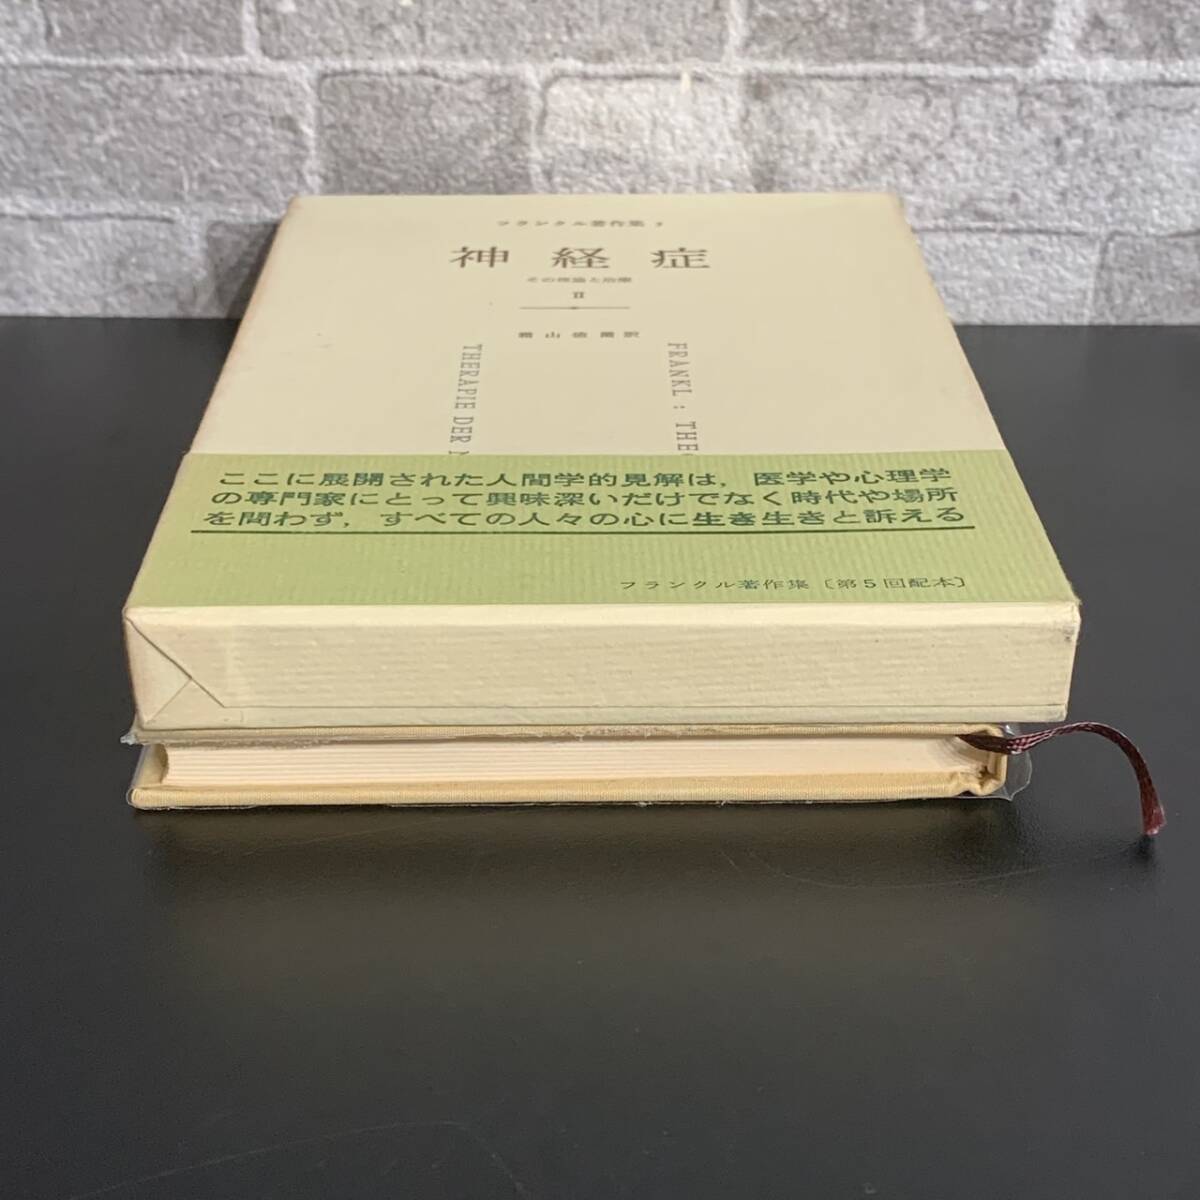 フランクル著作集 5
神経症
その理論と治療
II
霜山徳爾訳
FRANKL : THE
THERAPIE DER N
ここに展開された人間学的見解は，医学や心理学
の専門家にとって興味深いだけでなく時代や場所
を問わず，すべての人々の心に生き生きと訴える
フランクル著作集〔第5回配本〕